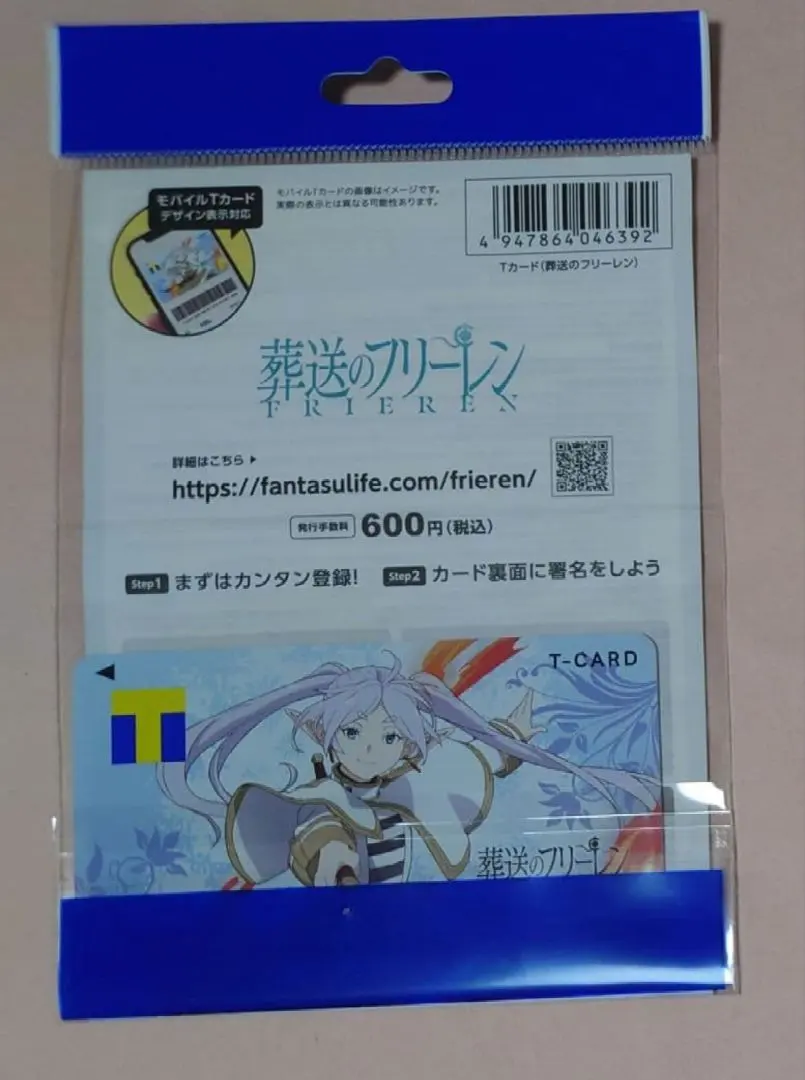 モバイルTカード
デザイン表示対応
モバイルTカードの画像はイメージです。
実際の表示とは異なる可能性あります。
4 947864 046392
Tカード(葬送のフリーレン)
葬送のフリーレン
FRIEREN
詳細はこちら▶
https://fantasulife.com/frieren/
発行手数料 600円(税込)
Step1 まずはカンタン登録! Step2 カード裏面に署名をしよう
T-CARD
T
葬送のフリーレン